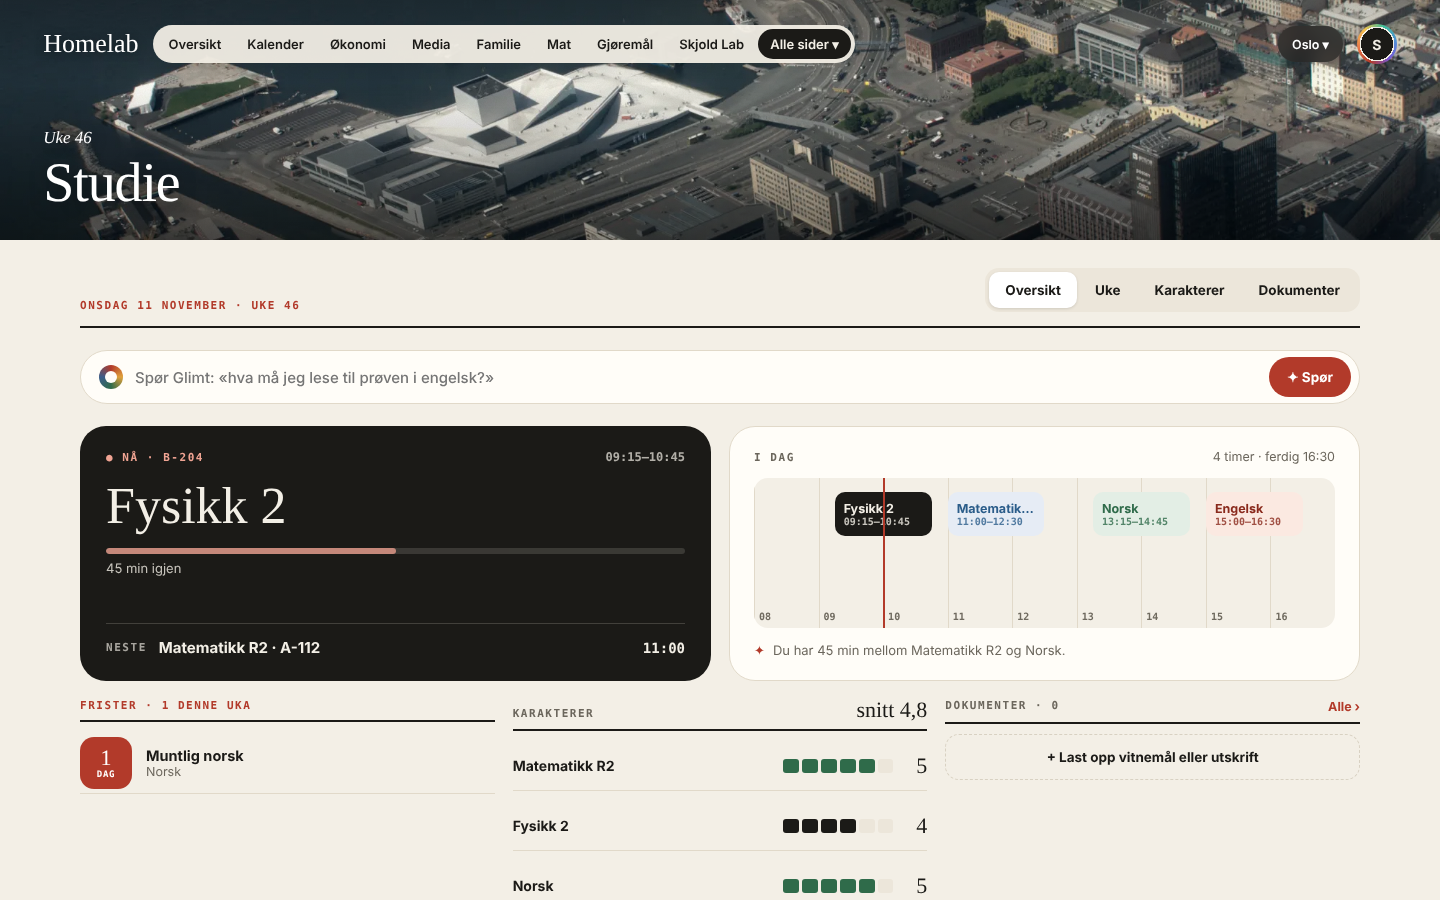 Homelab
Oversikt Kalender Økonomi Media Familie Mat Gjøremål Skjold Lab Alle sider ▾
Oslo ▾
S
Uke 46
Studie
ONSDAG 11 NOVEMBER · UKE 46
Oversikt Uke Karakterer Dokumenter
Spør Glimt: «hva må jeg lese til prøven i engelsk?»
✦ Spør
● NÅ · B-204
09:15–10:45
Fysikk 2
45 min igjen
NESTE Matematikk R2 · A-112 11:00
I DAG
4 timer · ferdig 16:30
Fysikk 2
09:15–10:45
Matematik…
11:00–12:30
Norsk
13:15–14:45
Engelsk
15:00–16:30
08 09 10 11 12 13 14 15 16
✦ Du har 45 min mellom Matematikk R2 og Norsk.
FRISTER · 1 DENNE UKA
1
DAG
Muntlig norsk
Norsk
KARAKTERER
snitt 4,8
Matematikk R2 5
Fysikk 2 4
Norsk 5
DOKUMENTER · 0
Alle ›
+ Last opp vitnemål eller utskrift